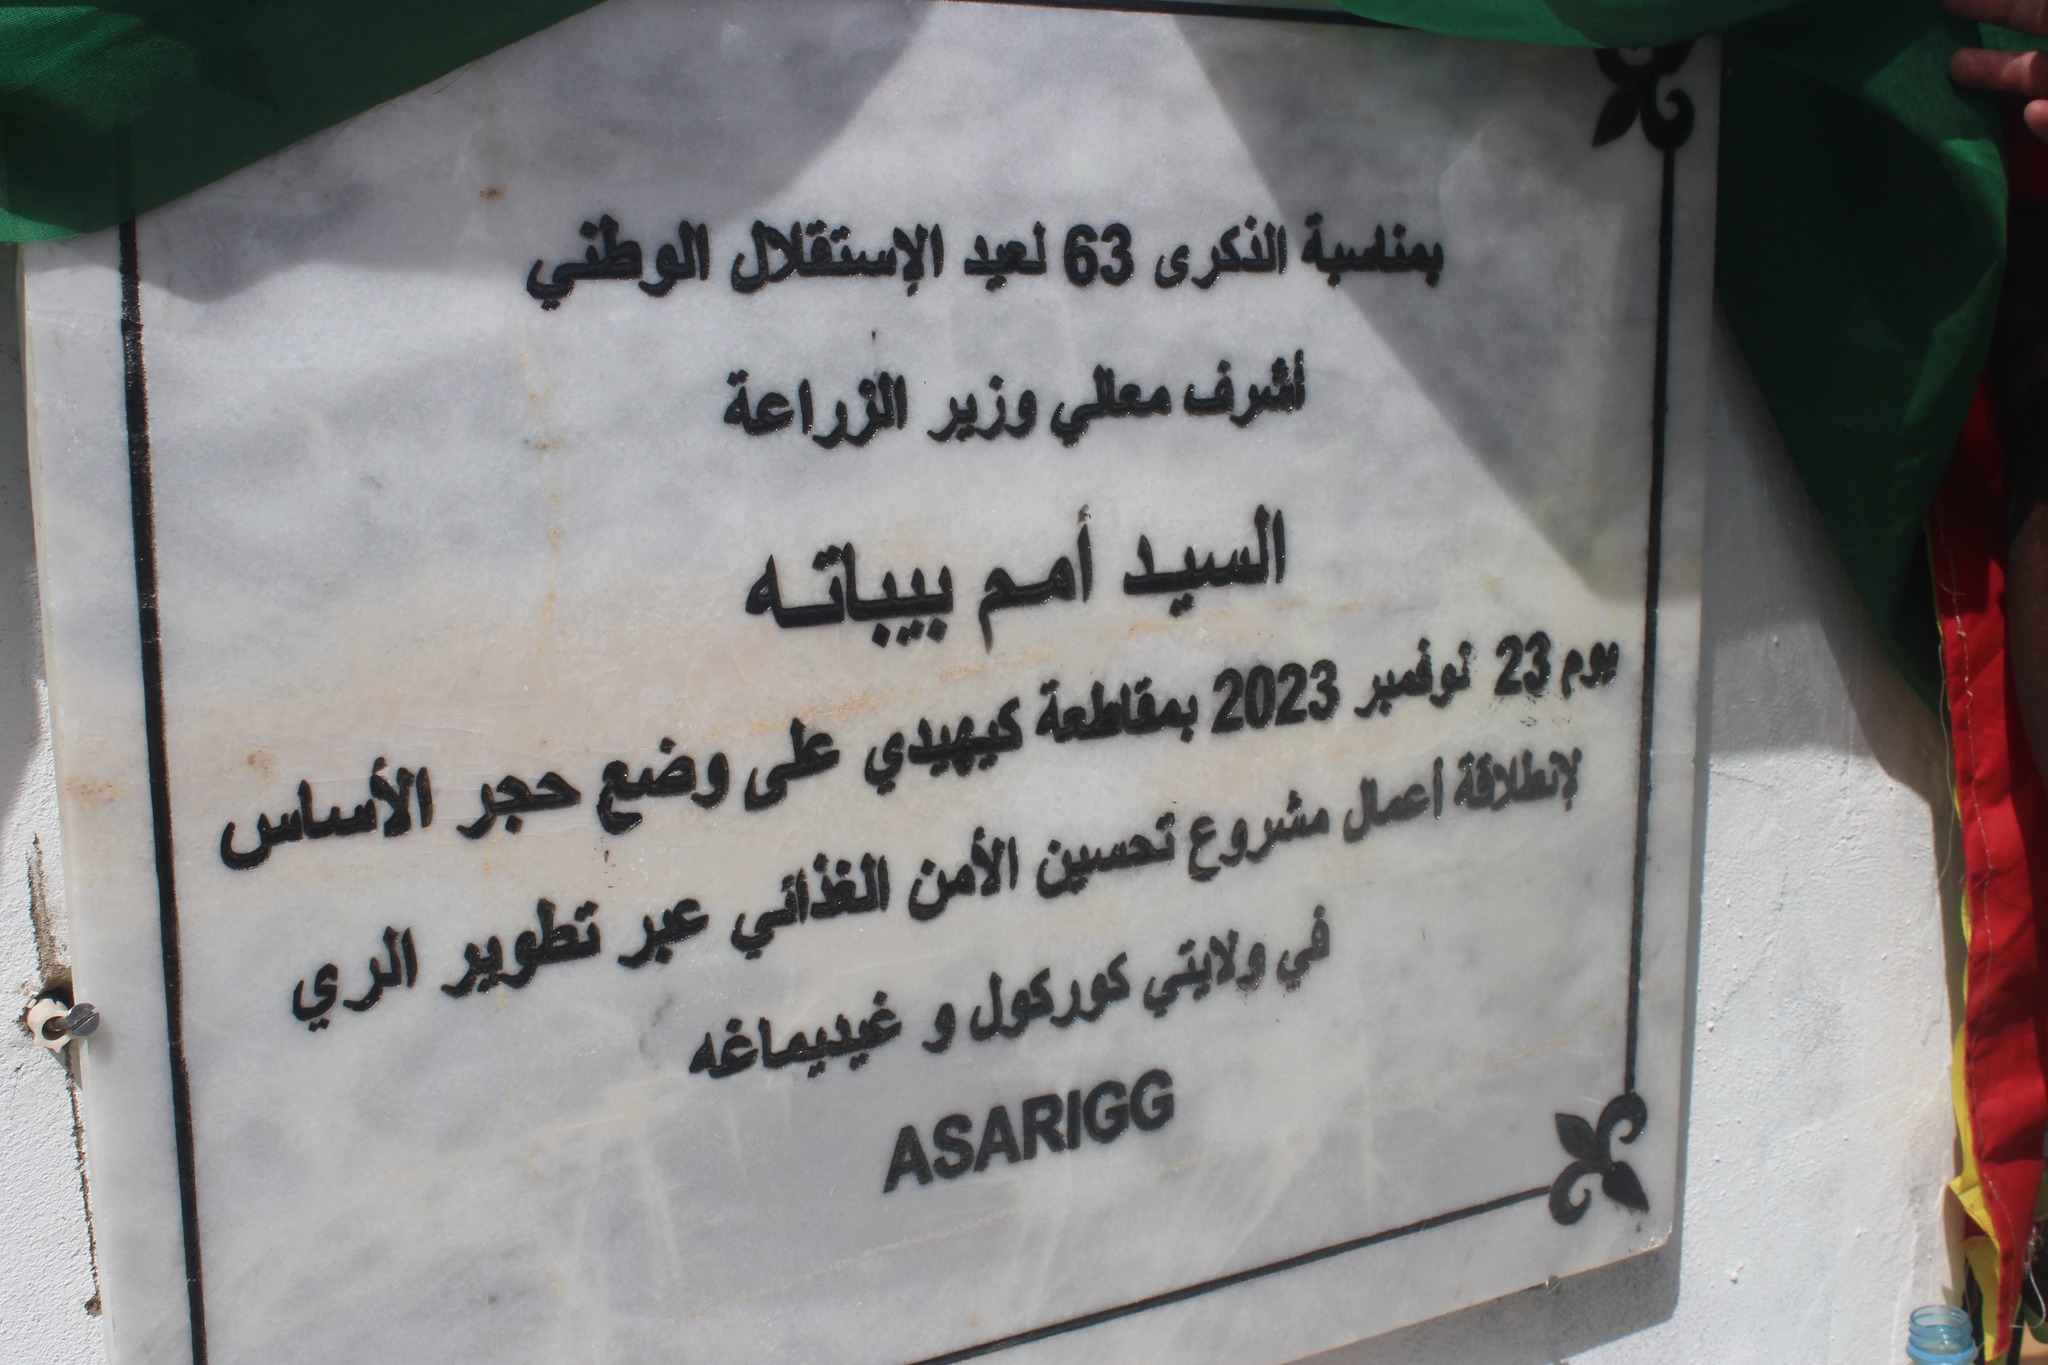 بمناسبة الذكرى 63 لعيد الإستقلال الوطني
أشرف معالي وزير الزراعة
السيد أمم بيباته
يوم 23 نوفمبر 2023 بمقاطعة كيهيدي على وضع حجر الأساس
لإنطلاقة أعمال مشروع تحسين الأمن الغذائي عبر تطوير الري
في ولايتي كوركول و غيديماغه
ASARIGG